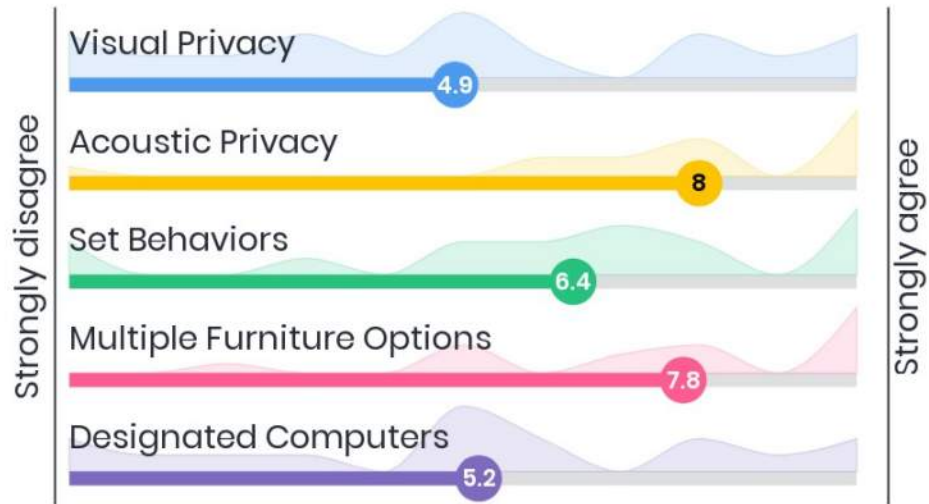 Strongly disagree
Visual Privacy
4.9
Acoustic Privacy
8
Set Behaviors
6.4
Multiple Furniture Options
7.8
Designated Computers
5.2
Strongly agree